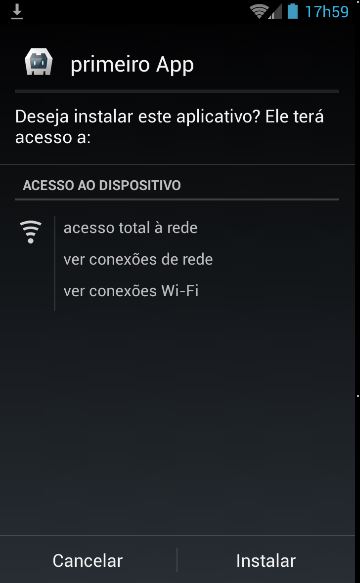 17h59
primeiro App
Deseja instalar este aplicativo? Ele terá
acesso a:
ACESSO AO DISPOSITIVO
acesso total à rede
ver conexões de rede
ver conexões Wi-Fi
Cancelar
Instalar